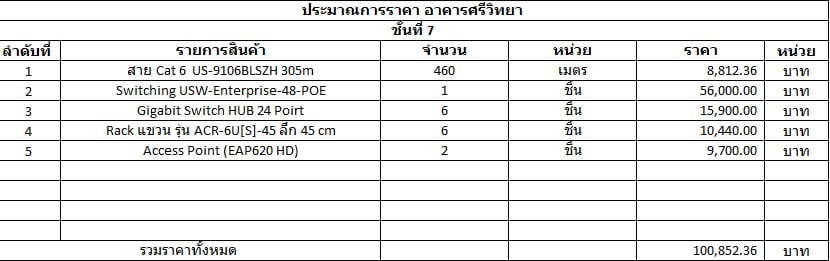 ประมาณการราคา อาคารศรีวิทยา
ชั้นที่ 7
ลำดับที่ รายการสินค้า จำนวน หน่วย ราคา หน่วย
1 สาย Cat 6 US-9106BLSZH 305m 460 เมตร 8,812.36 บาท
2 Switching USW-Enterprise-48-POE 1 ชิ้น 56,000.00 บาท
3 Gigabit Switch HUB 24 Poirt 6 ชิ้น 15,900.00 บาท
4 Rack แขวน รุ่น ACR-6U[S]-45 ลึก 45 cm 6 ชิ้น 10,440.00 บาท
5 Access Point (EAP620 HD) 2 ชิ้น 9,700.00 บาท
รวมราคาทั้งหมด 100,852.36 บาท